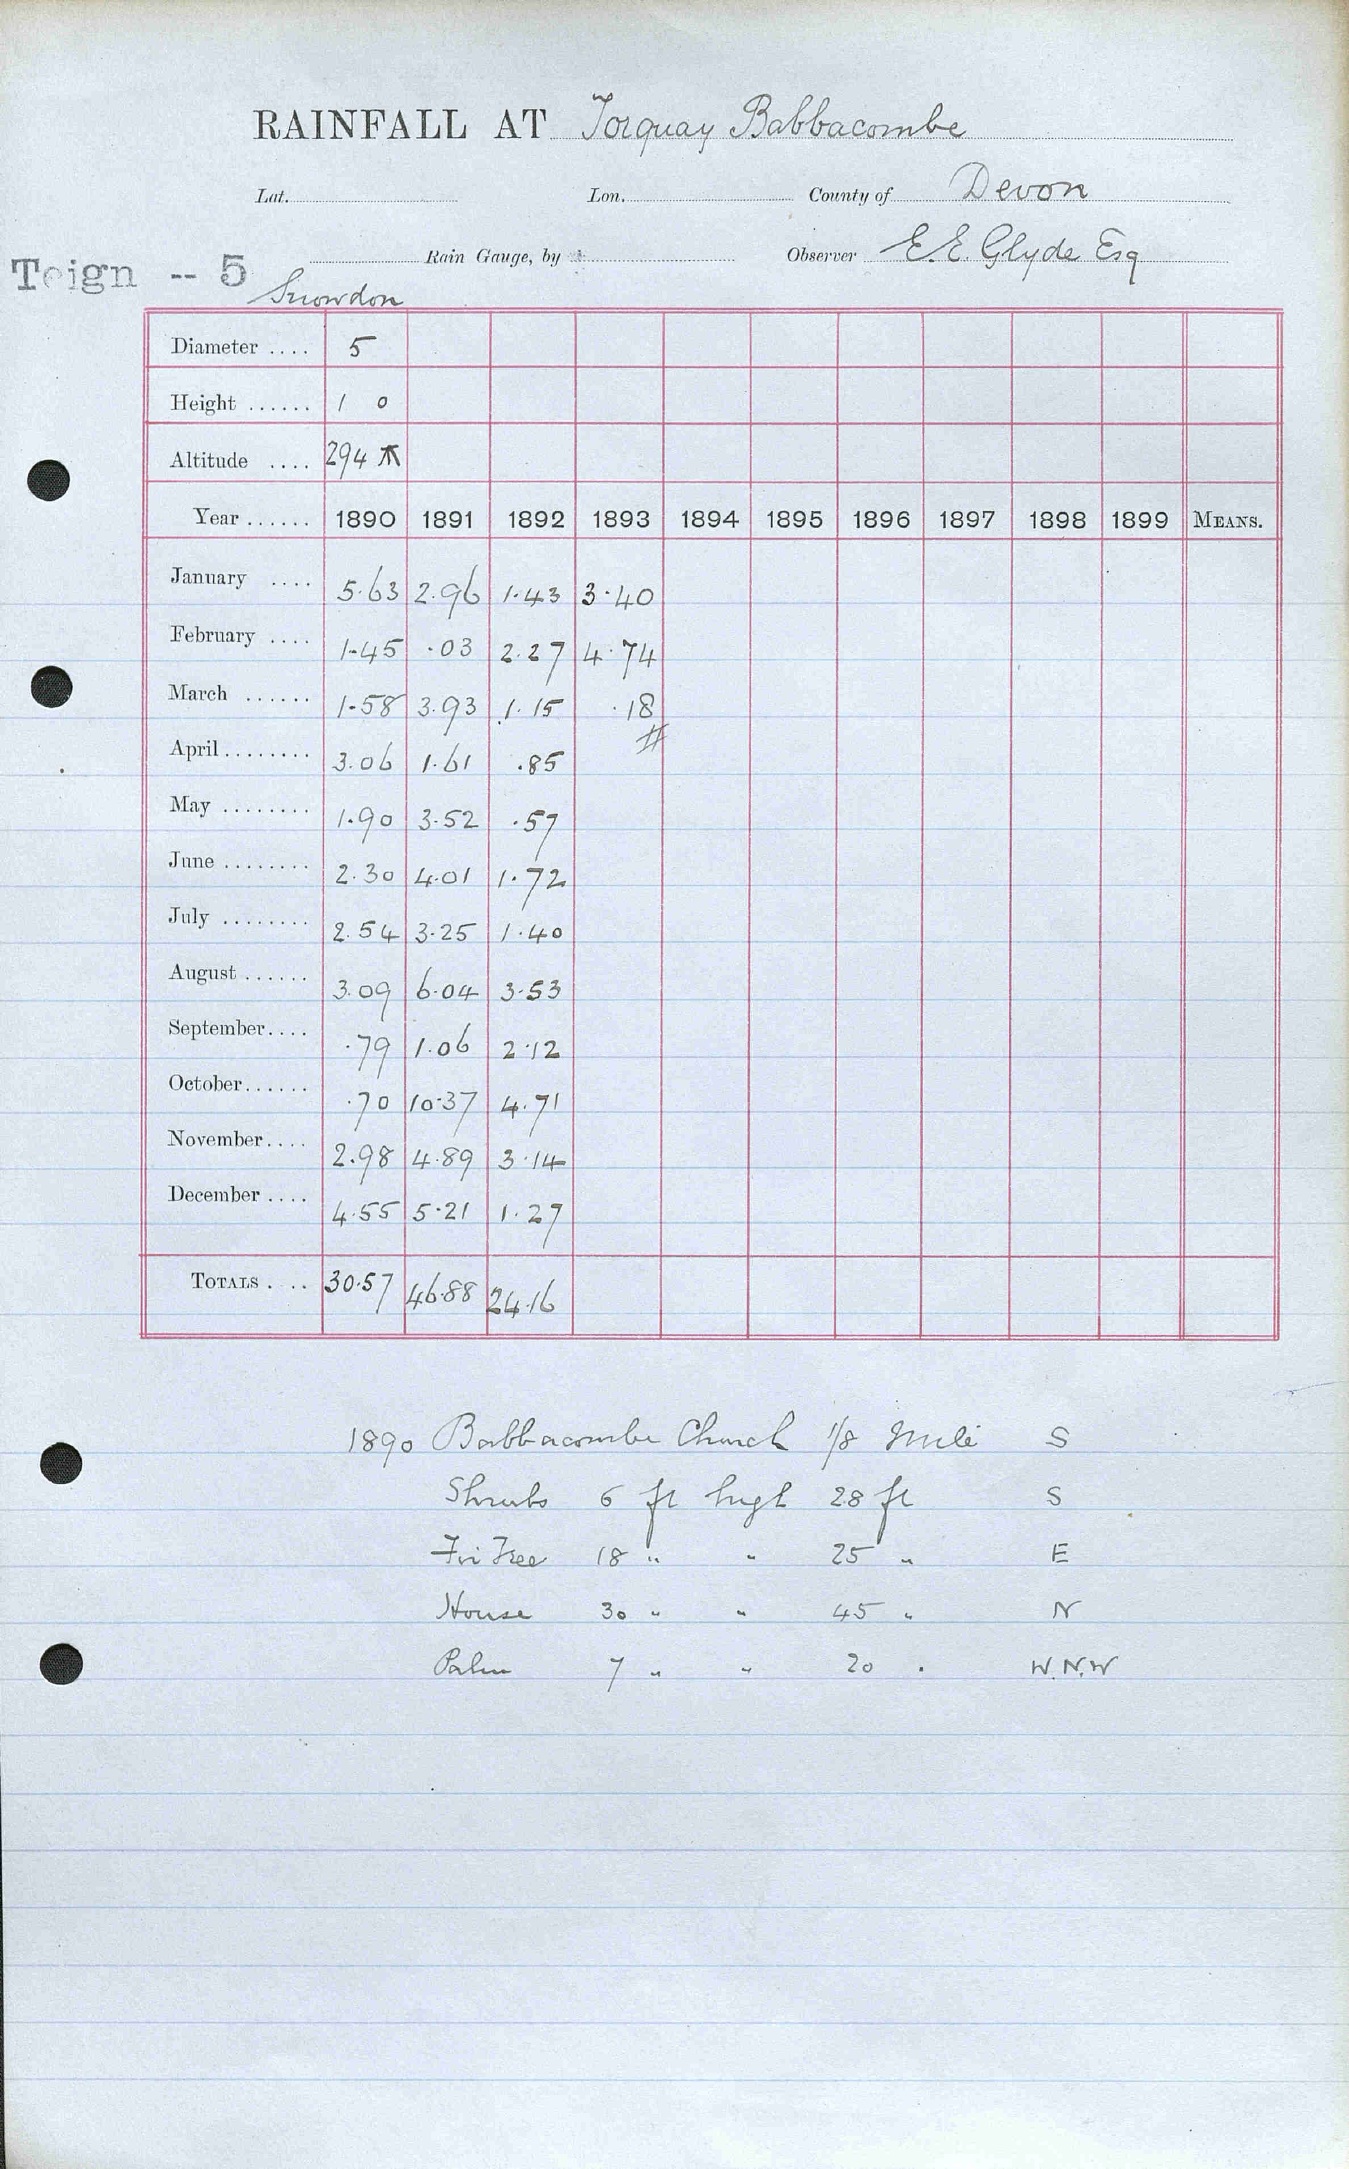 RAINFALL AT Torquay Babbacombe
Lat. Lon. County of Devon
Rain Gauge, by Observer E.E. Glyde Esq
Teign -- 5
Snowdon
Diameter .... 5
Height ...... 1 0
Altitude .... 294
Year ...... 1890 1891 1892 1893 1894 1895 1896 1897 1898 1899 MEANS.
January .... 5.63 2.96 1.43 3.40
February .... 1.45 .03 2.27 4.74
March ...... 1.58 3.93 1.15 .18
April ........ 3.06 1.61 .85
May ........ 1.90 3.52 .57
June ........ 2.30 4.01 1.72
July ........ 2.54 3.25 1.40
August ...... 3.09 6.04 3.53
September.... .79 1.06 2.12
October...... .70 10.37 4.71
November.... 2.98 4.89 3.14
December .... 4.55 5.21 1.27
TOTALS .... 30.57 46.88 24.16
1890 Babbacombe Church 1/8 Mile S
Shrubs 6 ft high 28 ft S
Fir Tree 18 " " 25 " E
House 30 " " 45 " N
Palm 7 " " 20 . W.N.W